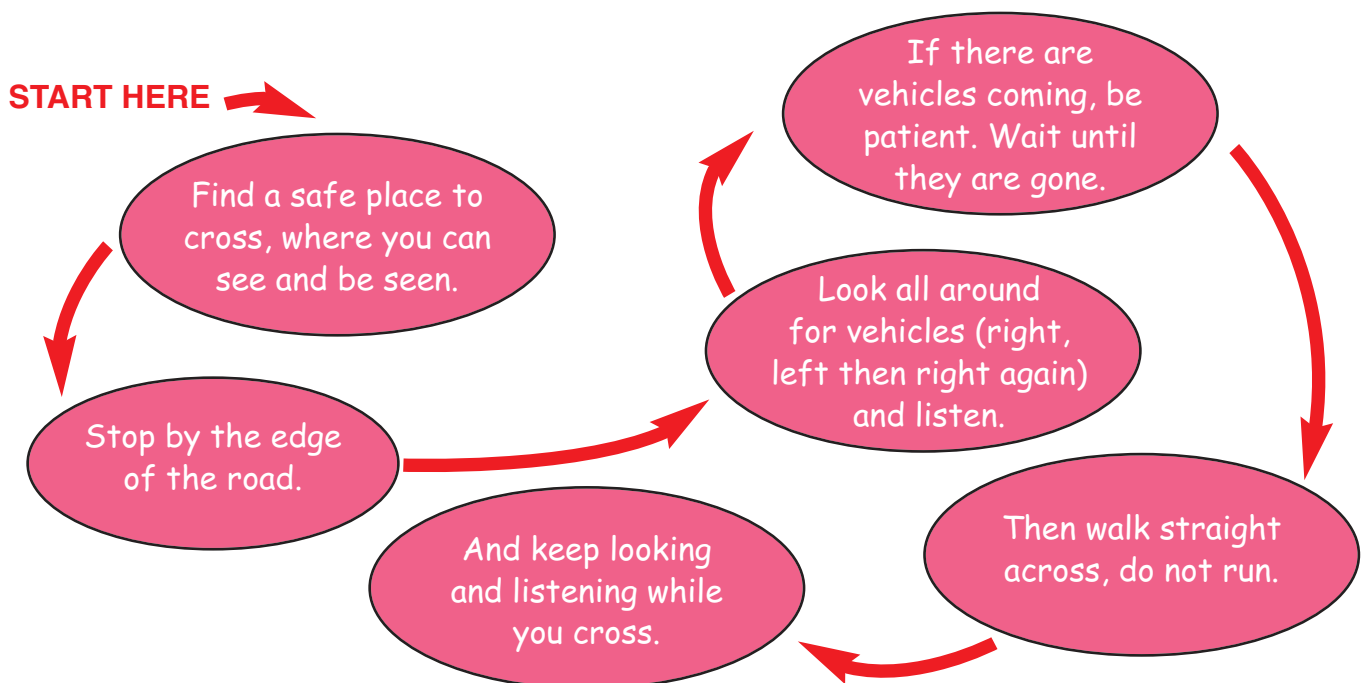 START HERE
Find a safe place to
cross, where you can
see and be seen.
Stop by the edge
of the road.
Look all around
for vehicles (right,
left then right again)
and listen.
If there are
vehicles coming, be
patient. Wait until
they are gone.
Then walk straight
across, do not run.
And keep looking
and listening while
you cross.